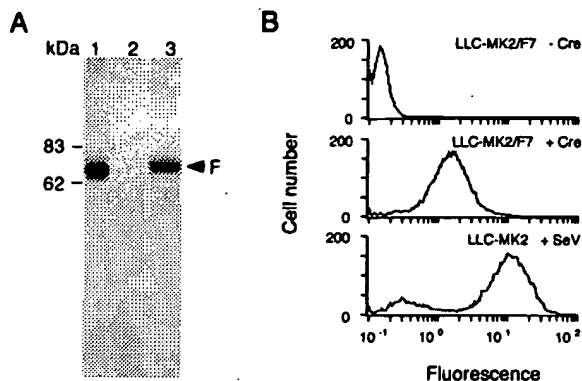 A
kDa 1 2 3
83
62
F
B
Cell number
200
0
LLC-MK2/F7 - Cre
200
0
LLC-MK2/F7 + Cre
200
0
LLC-MK2 + SeV
10-1 100 101 102
Fluorescence